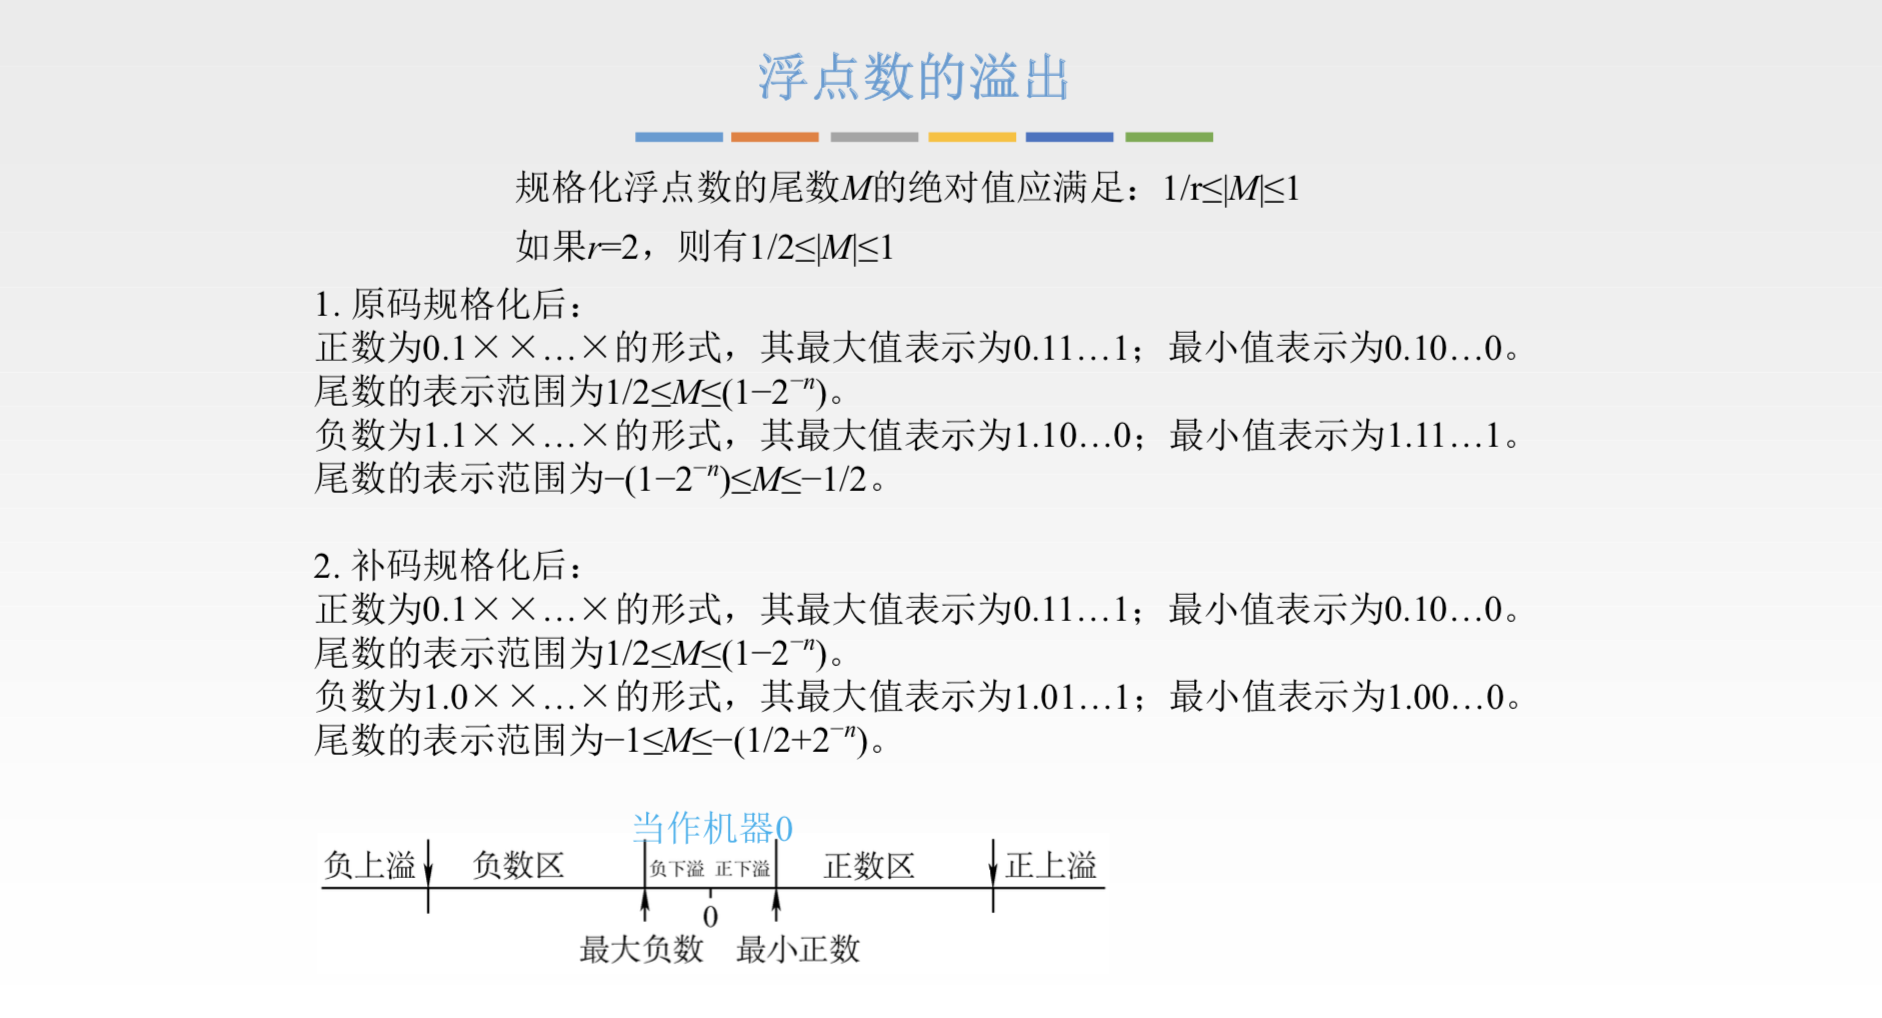 浮点数的溢出
规格化浮点数的尾数M的绝对值应满足：1/r≤|M|≤1
如果r=2，则有1/2≤|M|≤1
1. 原码规格化后：
正数为0.1××…×的形式，其最大值表示为0.11…1；最小值表示为0.10…0。
尾数的表示范围为1/2≤M≤(1−2⁻ⁿ)。
负数为1.1××…×的形式，其最大值表示为1.10…0；最小值表示为1.11…1。
尾数的表示范围为−(1−2⁻ⁿ)≤M≤−1/2。
2. 补码规格化后：
正数为0.1××…×的形式，其最大值表示为0.11…1；最小值表示为0.10…0。
尾数的表示范围为1/2≤M≤(1−2⁻ⁿ)。
负数为1.0××…×的形式，其最大值表示为1.01…1；最小值表示为1.00…0。
尾数的表示范围为−1≤M≤−(1/2+2⁻ⁿ)。
当作机器0
负上溢 负数区 负下溢 正下溢 正数区 正上溢
0
最大负数 最小正数